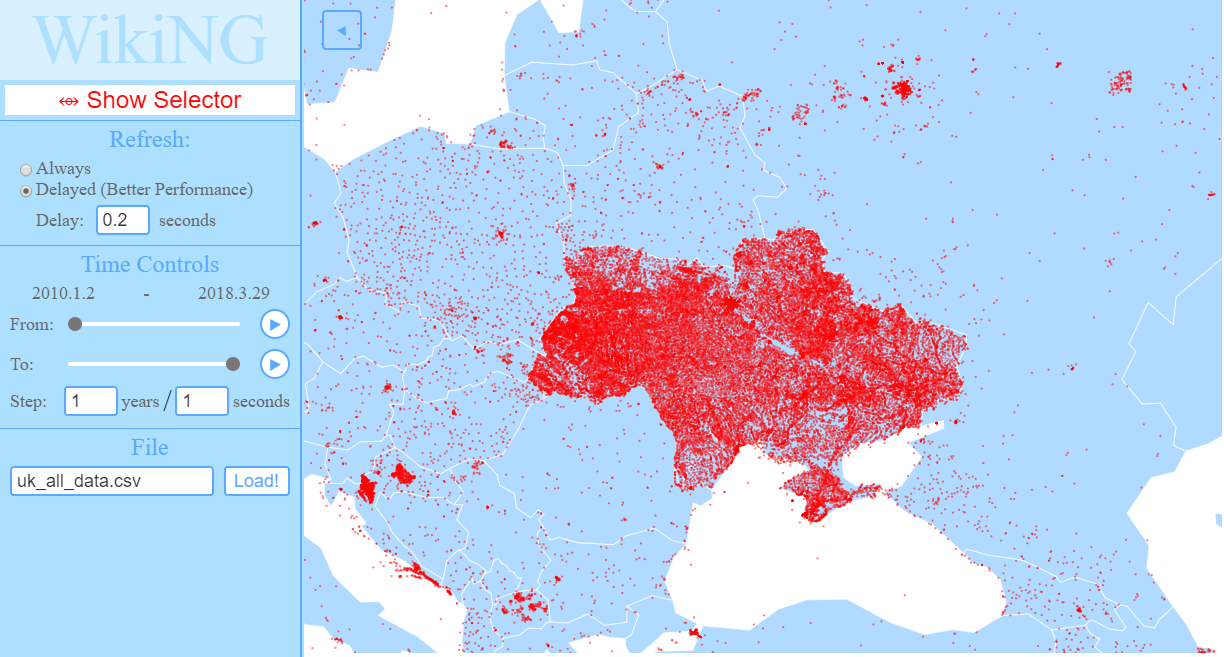 WikiNG
Show Selector
Refresh:
Always
Delayed (Better Performance)
Delay: 0.2 seconds
Time Controls
2010.1.2 - 2018.3.29
From:
To:
Step: 1 years / 1 seconds
File
uk_all_data.csv Load!